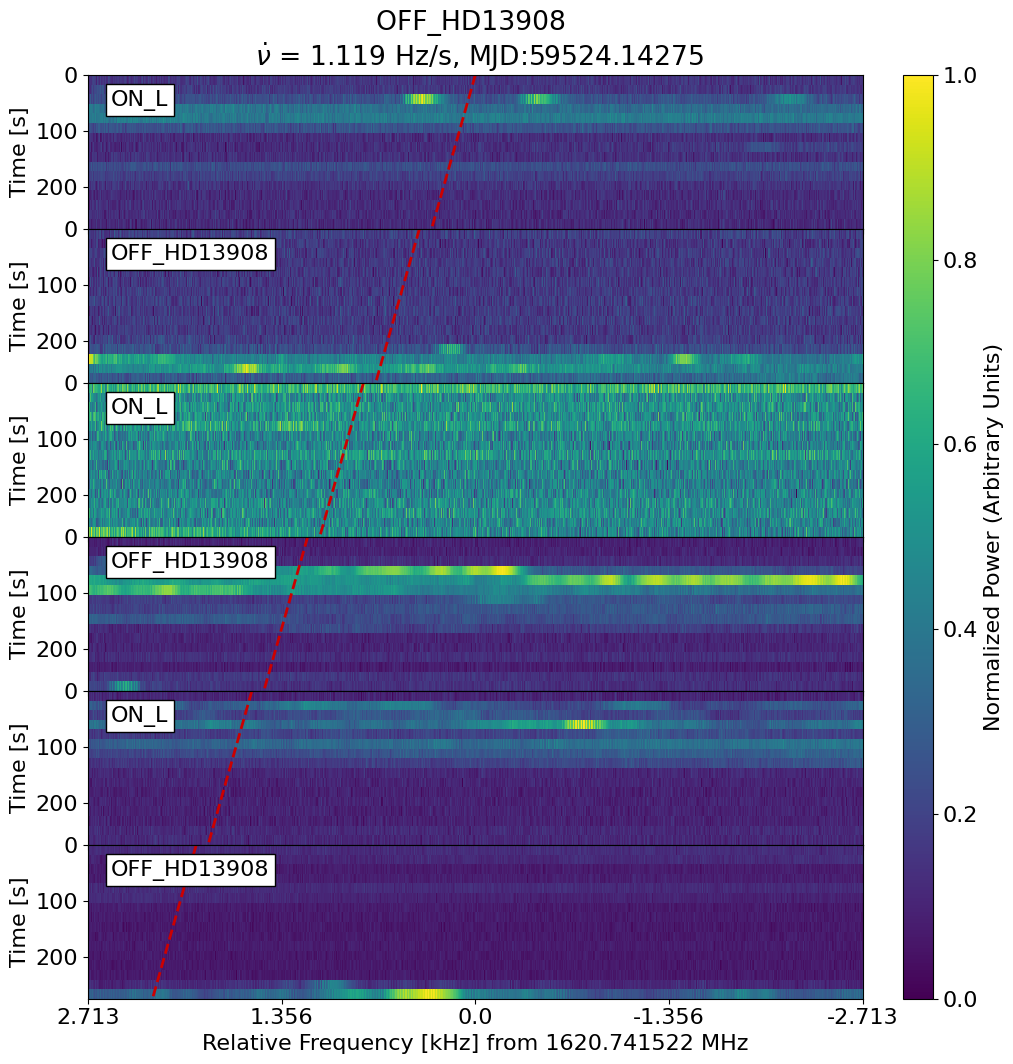 OFF_HD13908
ν̇ = 1.119 Hz/s, MJD:59524.14275
0
ON_L
100
200
Time [s]
0
OFF_HD13908
100
200
Time [s]
0
ON_L
100
200
Time [s]
0
OFF_HD13908
100
200
Time [s]
0
ON_L
100
200
Time [s]
0
OFF_HD13908
100
200
Time [s]
2.713 1.356 0.0 -1.356 -2.713
Relative Frequency [kHz] from 1620.741522 MHz
1.0
0.8
0.6
0.4
0.2
0.0
Normalized Power (Arbitrary Units)